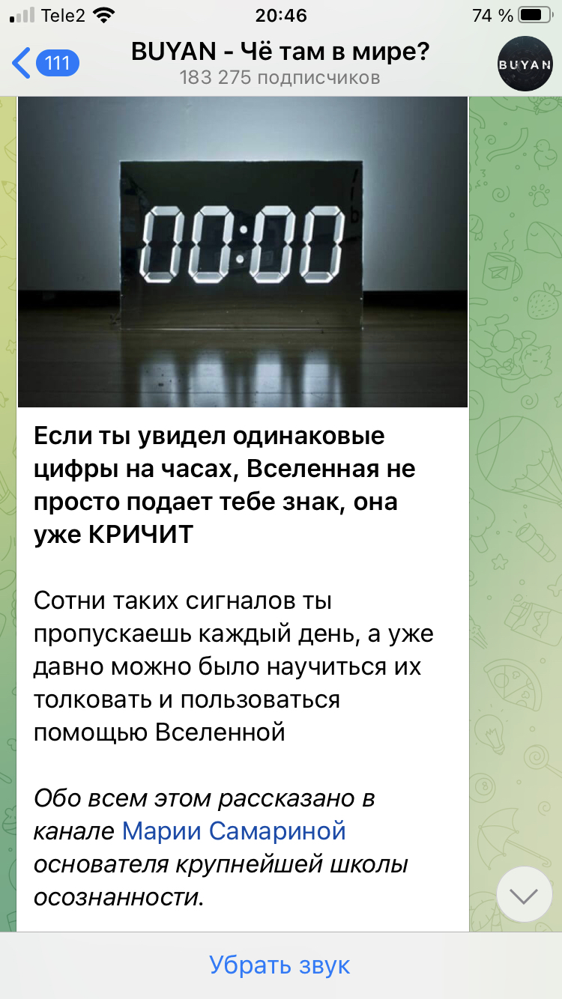 Tele2 20:46 74 %
111 BUYAN - Чё там в мире?
183 275 подписчиков
BUYAN
00:00
Если ты увидел одинаковые
цифры на часах, Вселенная не
просто подает тебе знак, она
уже КРИЧИТ
Сотни таких сигналов ты
пропускаешь каждый день, а уже
давно можно было научиться их
толковать и пользоваться
помощью Вселенной
Обо всем этом рассказано в
канале Марии Самариной
основателя крупнейшей школы
осознанности.
Убрать звук